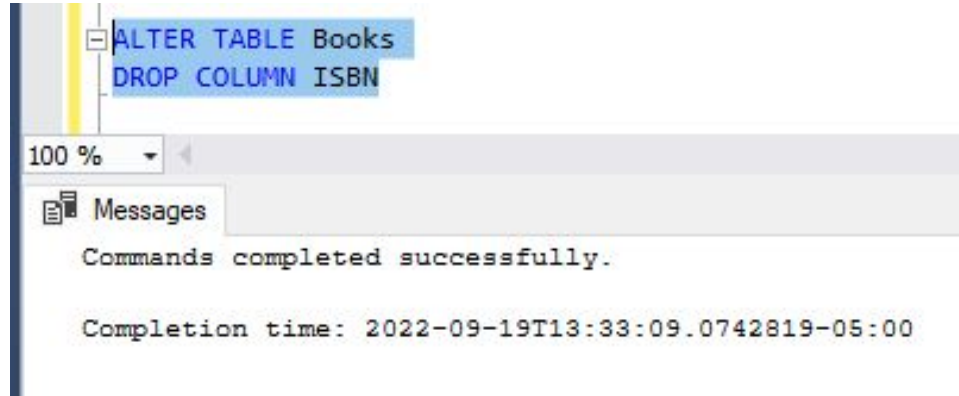 ALTER TABLE Books
DROP COLUMN ISBN
100 %
Messages
Commands completed successfully.
Completion time: 2022-09-19T13:33:09.0742819-05:00